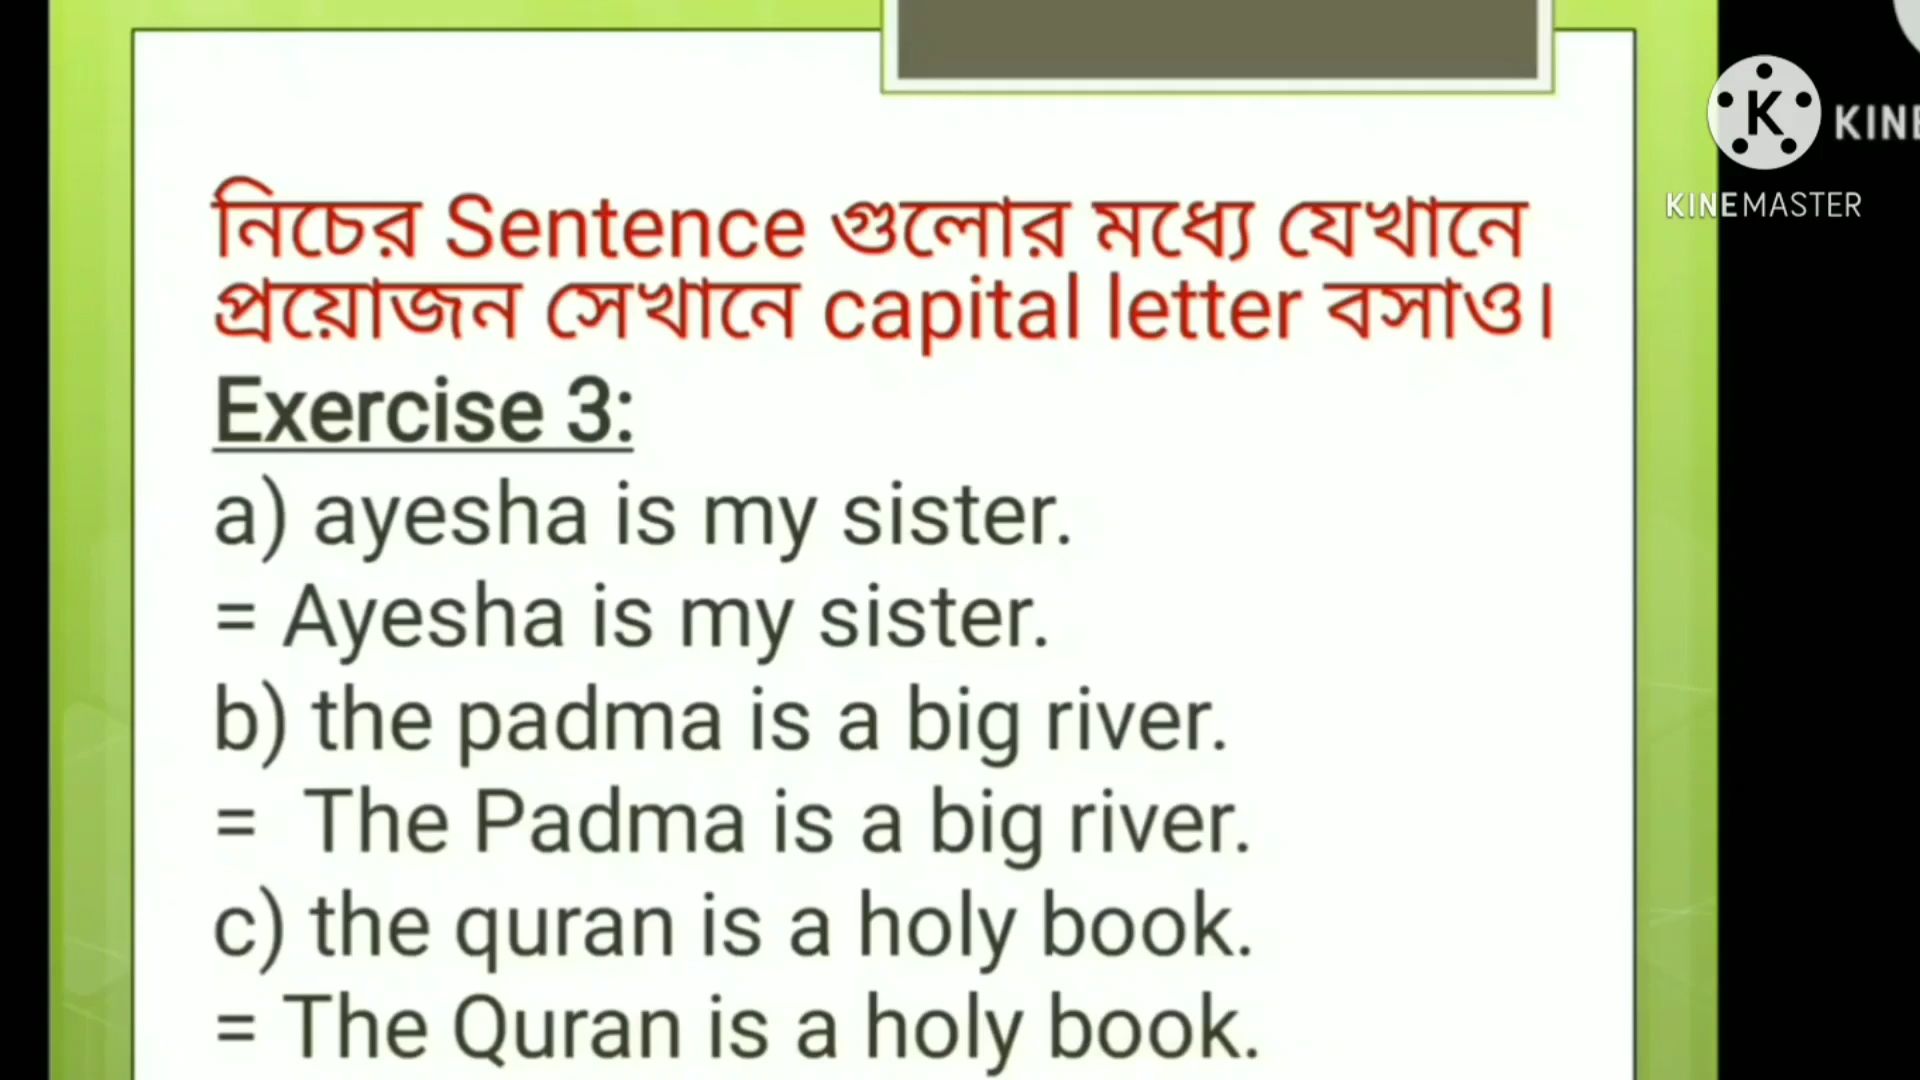 নিচের Sentence গুলোর মধ্যে যেখানে
প্রয়োজন সেখানে capital letter বসাও।
Exercise 3:
a) ayesha is my sister.
= Ayesha is my sister.
b) the padma is a big river.
= The Padma is a big river.
c) the quran is a holy book.
= The Quran is a holy book.
K
KINE
KINEMASTER